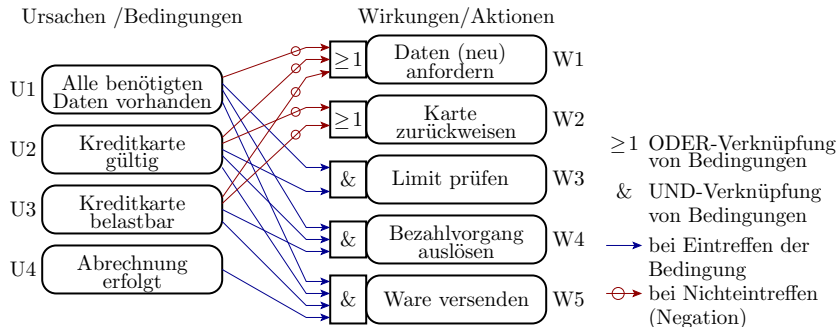 Ursachen /Bedingungen
Wirkungen/Aktionen
U1
Alle benötigten
Daten vorhanden
U2
Kreditkarte
gültig
U3
Kreditkarte
belastbar
U4
Abrechnung
erfolgt
≥1
Daten (neu)
anfordern
W1
≥1
Karte
zurückweisen
W2
&
Limit prüfen
W3
&
Bezahlvorgang
auslösen
W4
&
Ware versenden
W5
≥1 ODER-Verknüpfung
von Bedingungen
& UND-Verknüpfung
von Bedingungen
bei Eintreffen der
Bedingung
bei Nichteintreffen
(Negation)